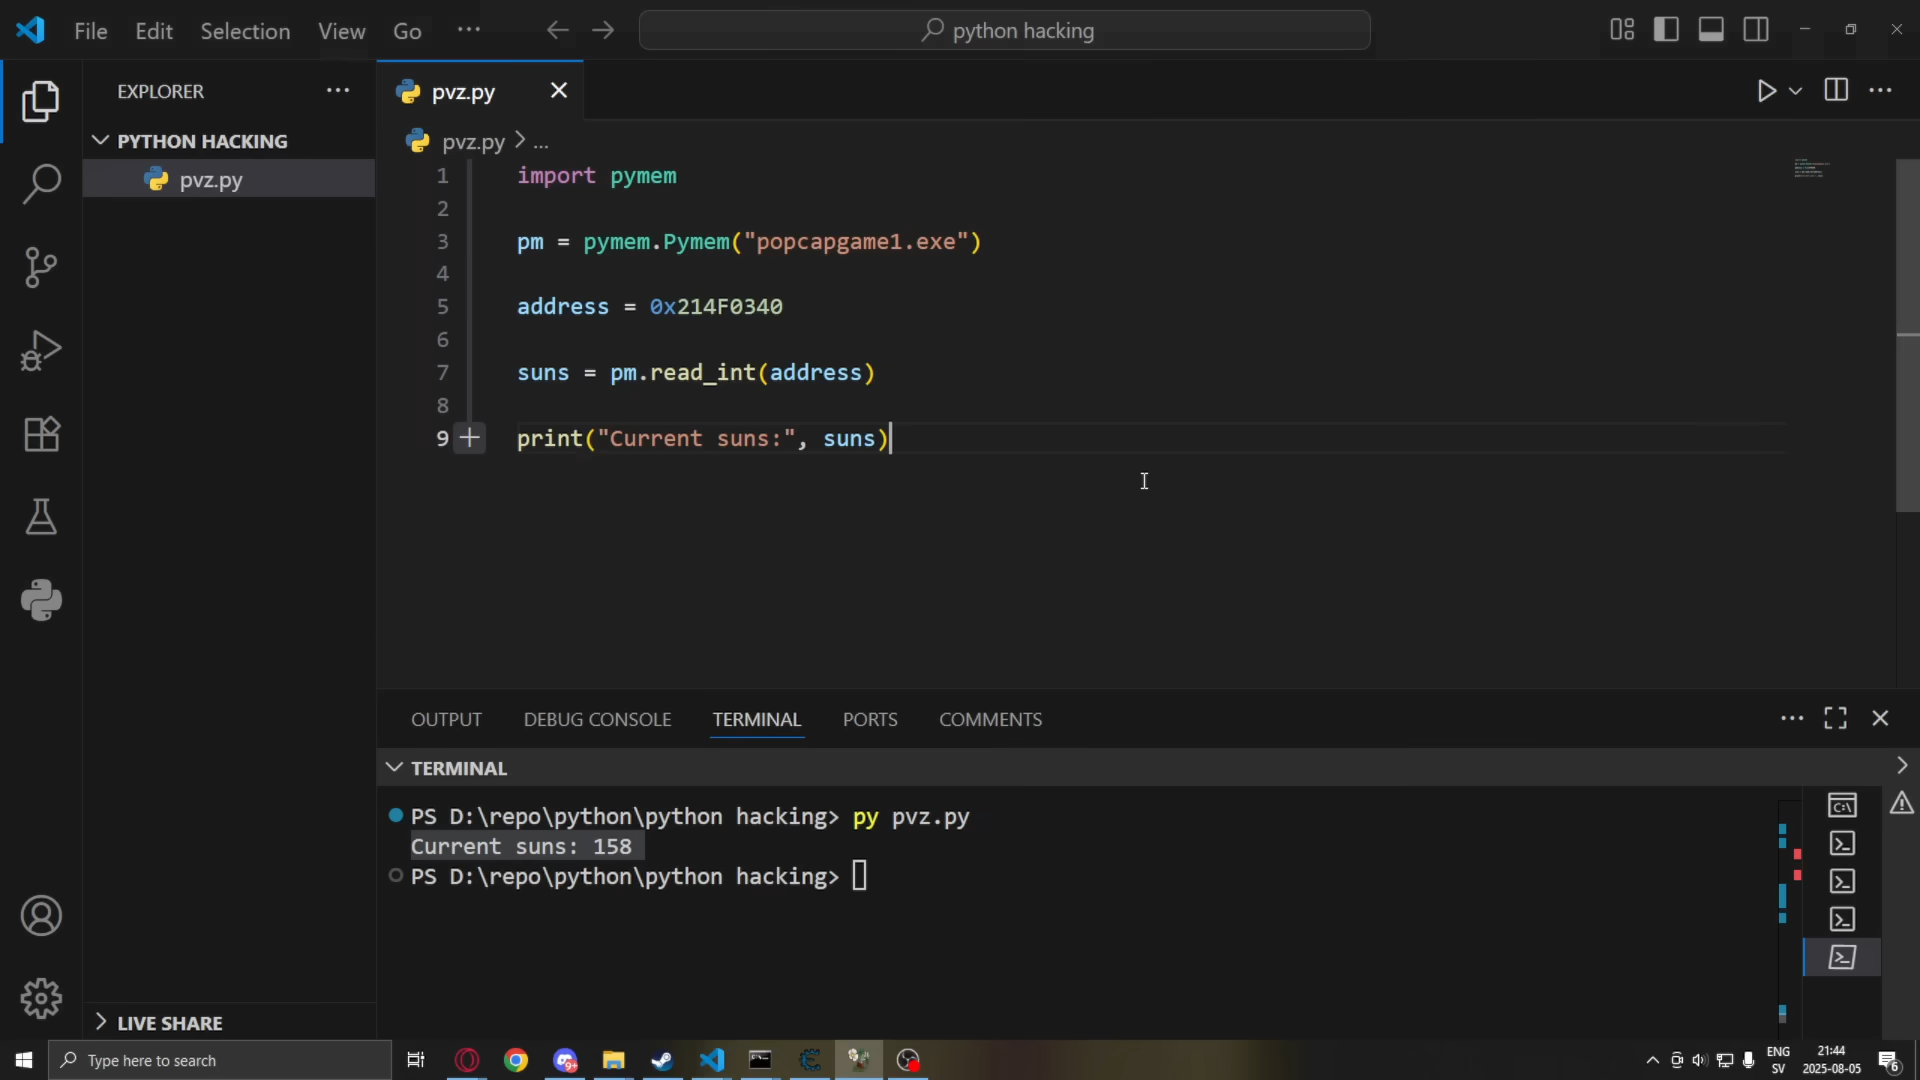 File Edit Selection View Go ...
python hacking
EXPLORER
PYTHON HACKING
pvz.py
LIVE SHARE
pvz.py
pvz.py > ...
1 import pymem
2
3 pm = pymem.Pymem("popcapgame1.exe")
4
5 address = 0x214F0340
6
7 suns = pm.read_int(address)
8
9 print("Current suns:", suns)
OUTPUT DEBUG CONSOLE TERMINAL PORTS COMMENTS
TERMINAL
PS D:\repo\python\python hacking> py pvz.py
Current suns: 158
PS D:\repo\python\python hacking>
Type here to search
9+
ENG
SV
21:44
2025-08-05
6